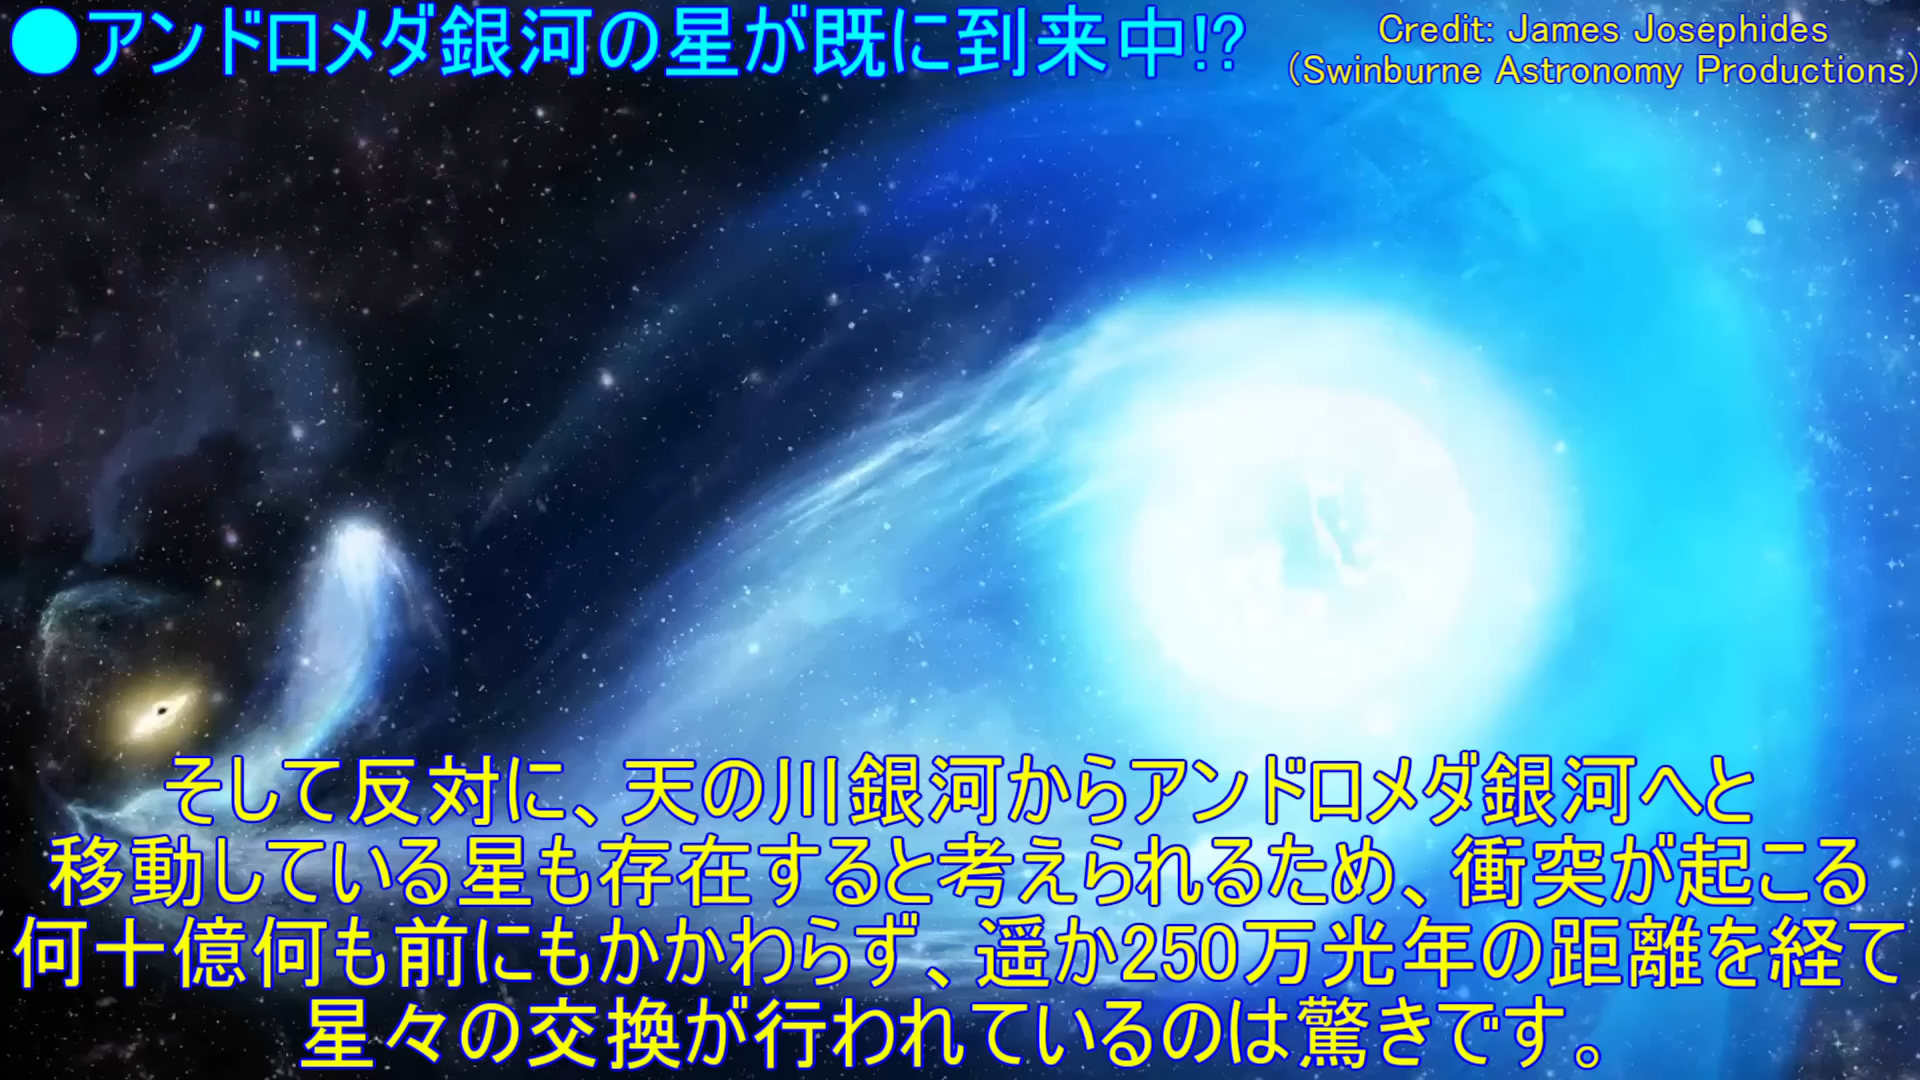 ●アンドロメダ銀河の星が既に到来中!?
Credit: James Josephides
(Swinburne Astronomy Productions)
そして反対に、天の川銀河からアンドロメダ銀河へと
移動している星も存在すると考えられるため、衝突が起こる
何十億何も前にもかかわらず、遥か250万光年の距離を経て
星々の交換が行われているのは驚きです。